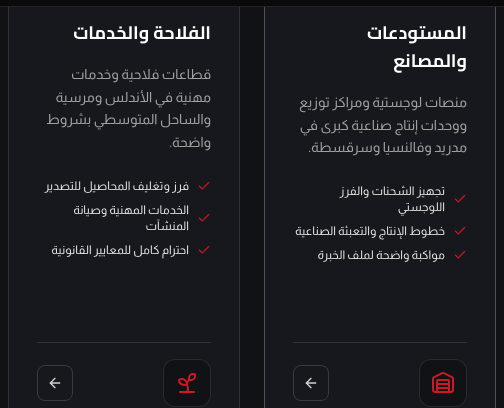 المستودعات
والمصانع
منصات لوجستية ومراكز توزيع
ووحدات إنتاج صناعية كبرى في
مدريد وفالنسيا وسرقسطة.
تجهيز الشحنات والفرز
اللوجستي
خطوط الإنتاج والتعبئة الصناعية
مواكبة واضحة لملف الخبرة
الفلاحة والخدمات
قطاعات فلاحية وخدمات
مهنية في الأندلس ومرسية
والساحل المتوسطي بشروط
واضحة.
فرز وتغليف المحاصيل للتصدير
الخدمات المهنية وصيانة
المنشآت
احترام كامل للمعايير القانونية